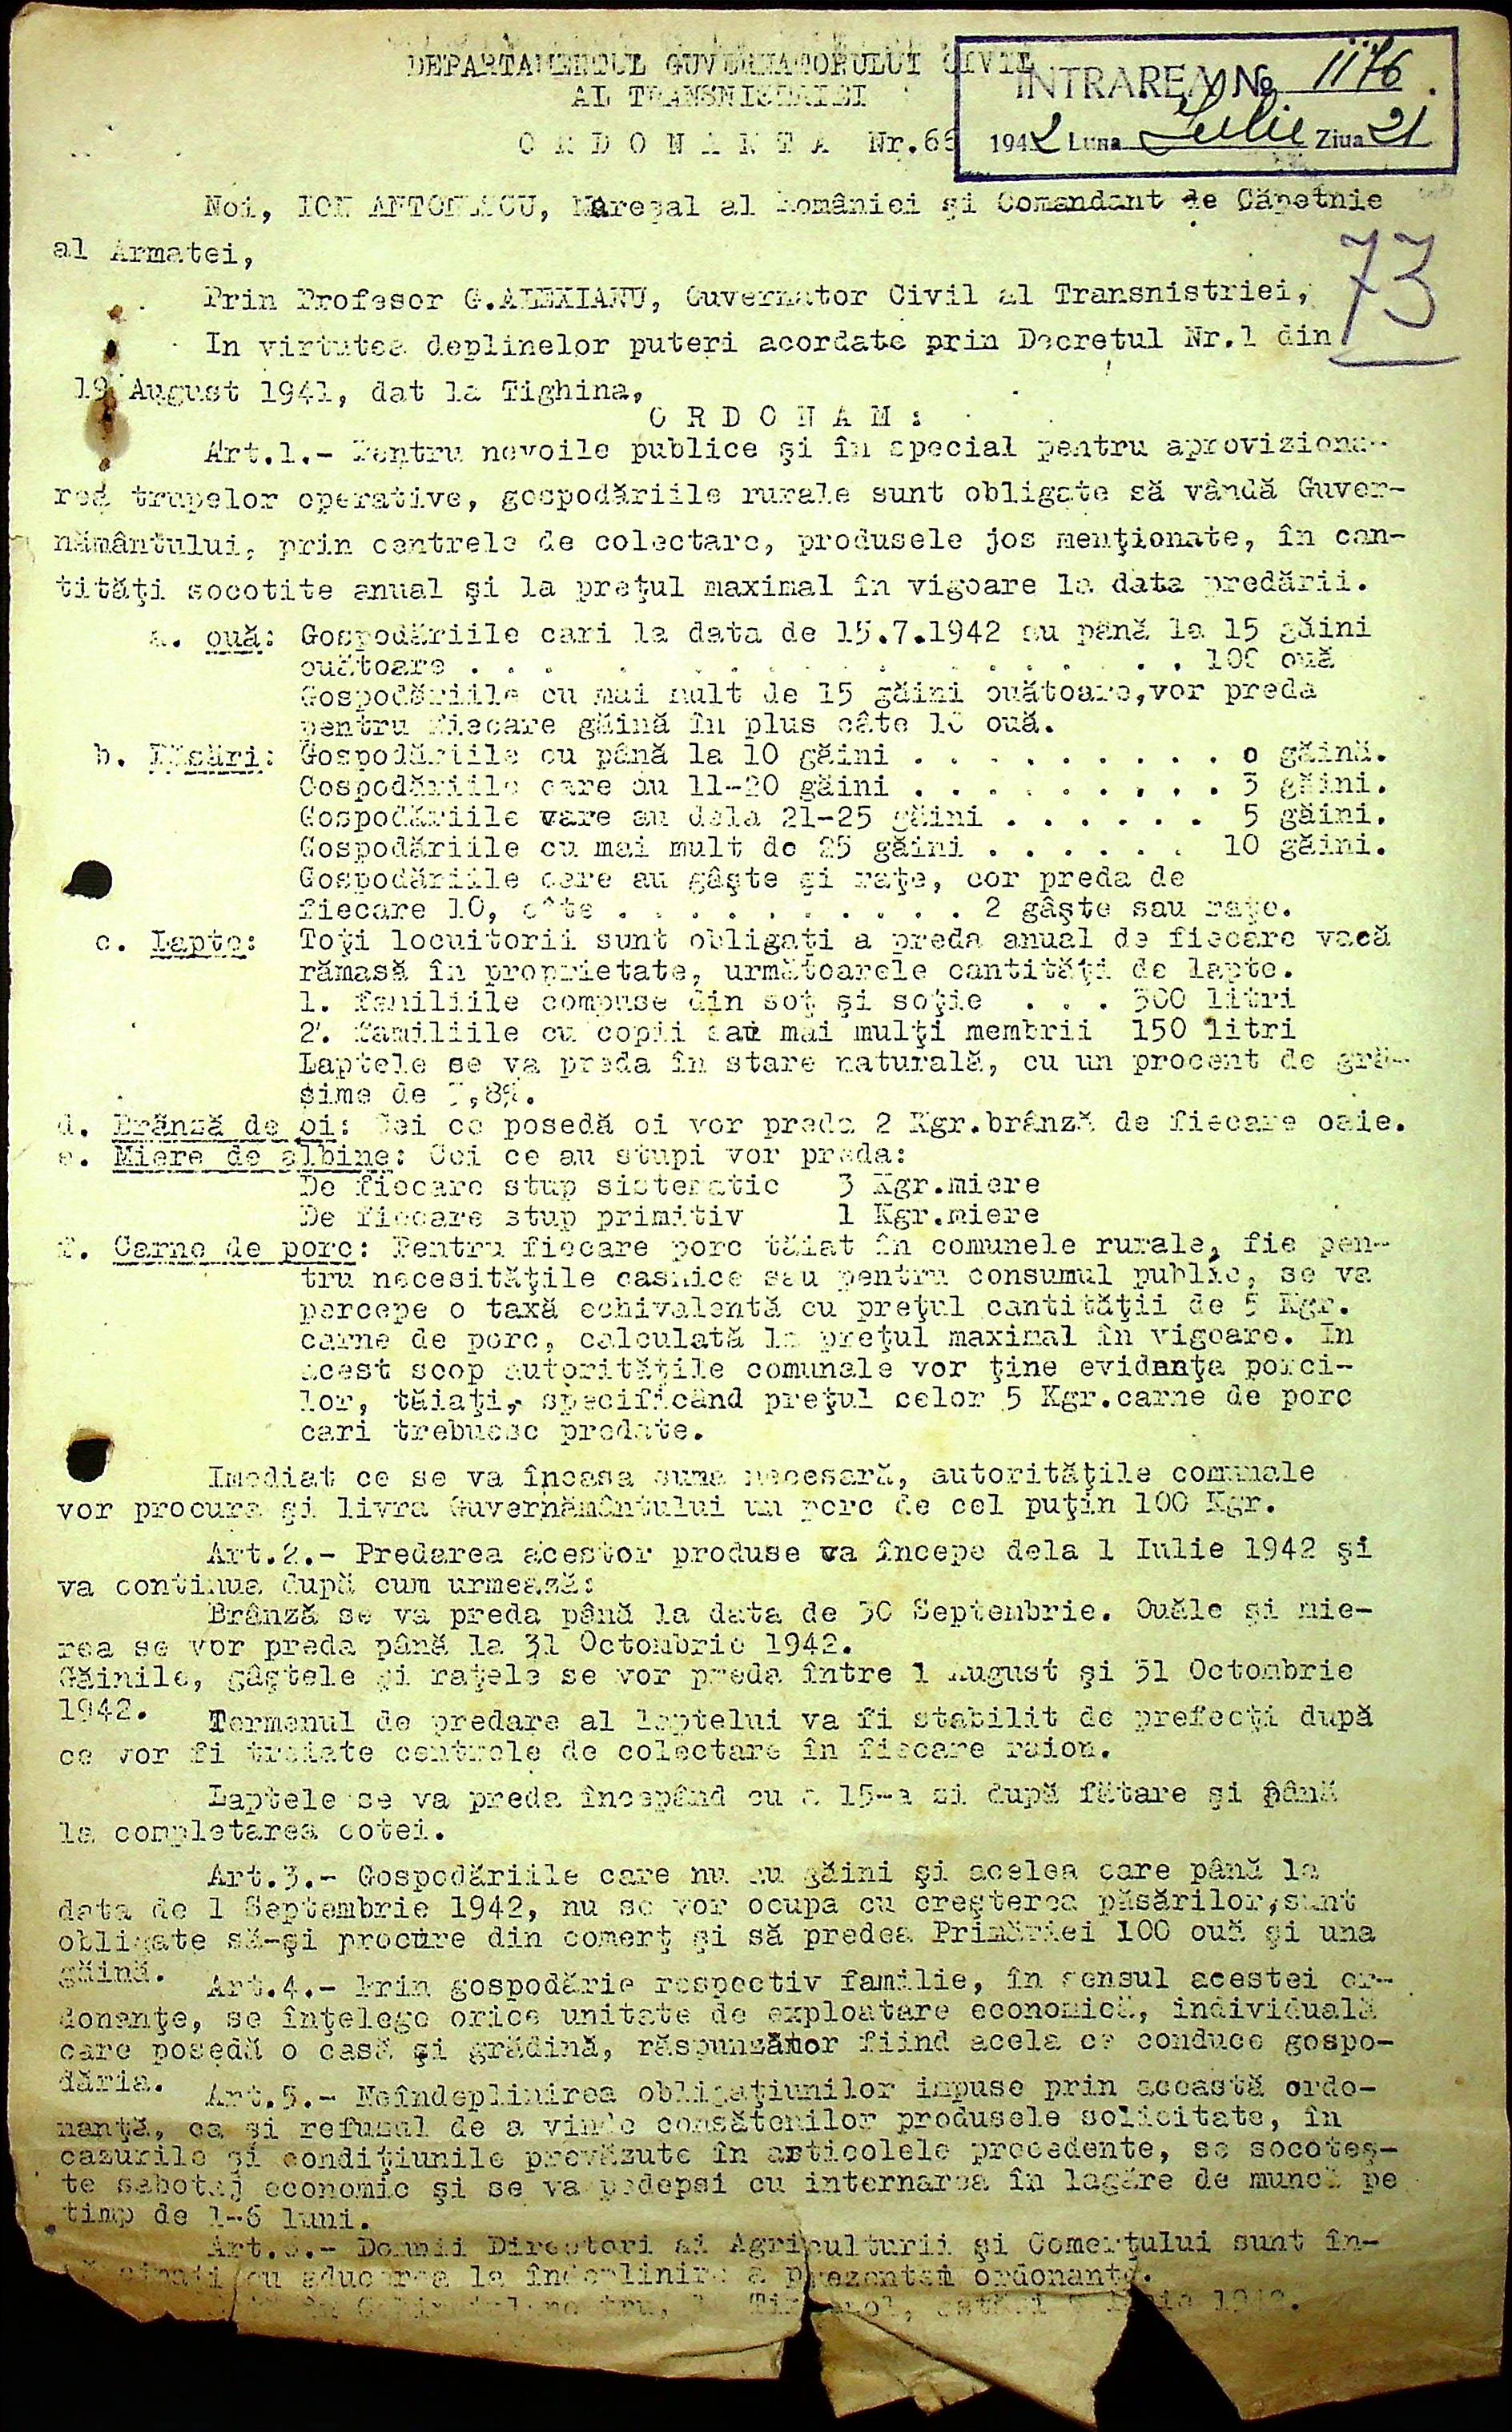 DEPARTAMENTUL GUVERNATORULUI CIVIL
AL TRANSNISTRIEI
INTRAREA No 1176.
1942 Luna Iulie Ziua 21
O R D O N A N T A Nr.66
Noi, ION ANTONESCU, Mareşal al României şi Comandant de Căpetnie
al Armatei,
73
Prin Profesor G.ALEXIANU, Guvernator Civil al Transnistriei,
In virtutea deplinelor puteri acordate prin Decretul Nr.1 din
19 August 1941, dat la Tighina,
O R D O N A M :
Art.1.- Pentru nevoile publice şi în special pentru aproviziona-
rea trupelor operative, gospodăriile rurale sunt obligate să vândă Guver-
nământului, prin centrele de colectare, produsele jos menţionate, în can-
tităţi socotite anual şi la preţul maximal în vigoare la data predării.
a. ouă: Gospodăriile cari la data de 15.7.1942 au până la 15 găini
ouătoare . . . . . . . . . . . . . . . . . . . . 100 ouă
Gospodăriile cu mai mult de 15 găini ouătoare,vor preda
pentru fiecare găină în plus câte 10 ouă.
b. Păsări: Gospodăriile cu până la 10 găini . . . . . . . . . . o găină.
Gospodăriile care au 11-20 găini . . . . . . . . . . 3 găini.
Gospodăriile vare au dela 21-25 găini . . . . . . . 5 găini.
Gospodăriile cu mai mult de 25 găini . . . . . . . 10 găini.
Gospodăriile care au gâşte şi raţe, cor preda de
fiecare 10, câte . . . . . . . . . . . . 2 gâşte sau raţe.
c. Lapte: Toţi locuitorii sunt obligaţi a preda anual de fiecare vacă
rămasă în proprietate, următoarele cantităţi de lapte.
1. familiile compuse din soţ şi soţie . . . 300 litri
2. familiile cu copii sau mai mulţi membrii 150 litri
Laptele se va preda în stare naturală, cu un procent de gră-
sime de ,8%.
d. Brânză de oi: Cei ce posedă oi vor preda 2 Kgr.brânză de fiecare oaie.
e. Miere de albine: Cei ce au stupi vor preda:
De fiecare stup sistematic 3 Kgr.miere
De fiecare stup primitiv 1 Kgr.miere
f. Carne de porc: Pentru fiecare porc tăiat în comunele rurale, fie pen-
tru necesităţile casnice sau pentru consumul public, se va
percepe o taxă echivalentă cu preţul cantităţii de 5 Kgr.
carne de porc, calculată la preţul maximal în vigoare. In
acest scop autorităţile comunale vor ţine evidenţa porci-
lor, tăiaţi, specificând preţul celor 5 Kgr.carne de porc
cari trebuesc predate.
Imediat ce se va încasa suma necesară, autorităţile comunale
vor procura şi livra Guvernământului un porc de cel puţin 100 Kgr.
Art.2.- Predarea acestor produse va începe dela 1 Iulie 1942 şi
va continua după cum urmează:
Brânză se va preda până la data de 30 Septembrie. Ouăle şi mie-
rea se vor preda până la 31 Octombrie 1942.
Găinile, gâştele şi raţele se vor preda între 1 August şi 31 Octombrie
1942.
Termenul de predare al laptelui va fi stabilit de prefecţi după
ce vor fi create centrele de colectare în fiecare raion.
Laptele se va preda începând cu a 15-a zi după fătare şi până
la completarea cotei.
Art.3.- Gospodăriile care nu au găini şi acelea care până la
data de 1 Septembrie 1942, nu se vor ocupa cu creşterea păsărilor,sunt
obligate să-şi procure din comerţ şi să predea Primăriei 100 ouă şi una
găină.
Art.4.- Prin gospodărie respectiv familie, în sensul acestei or-
donanţe, se înţelege orice unitate de exploatare economică, individuală
care posedă o casă şi grădină, răspunzător fiind acela ce conduce gospo-
dăria.
Art.5.- Neîndeplinirea obligaţiunilor impuse prin această ordo-
nanţă, ca şi refuzul de a vinde consătenilor produsele solicitate, în
cazurile şi condiţiunile prevăzute în articolele precedente, se socoteş-
te sabotaj economic şi se va pedepsi cu internarea în lagăre de muncă pe
timp de 1-6 luni.
Art.6.- Domnii Directori ai Agriculturii şi Comerţului sunt în-
cu aducerea la îndeplinire a prezentei ordonanţe.
1942.